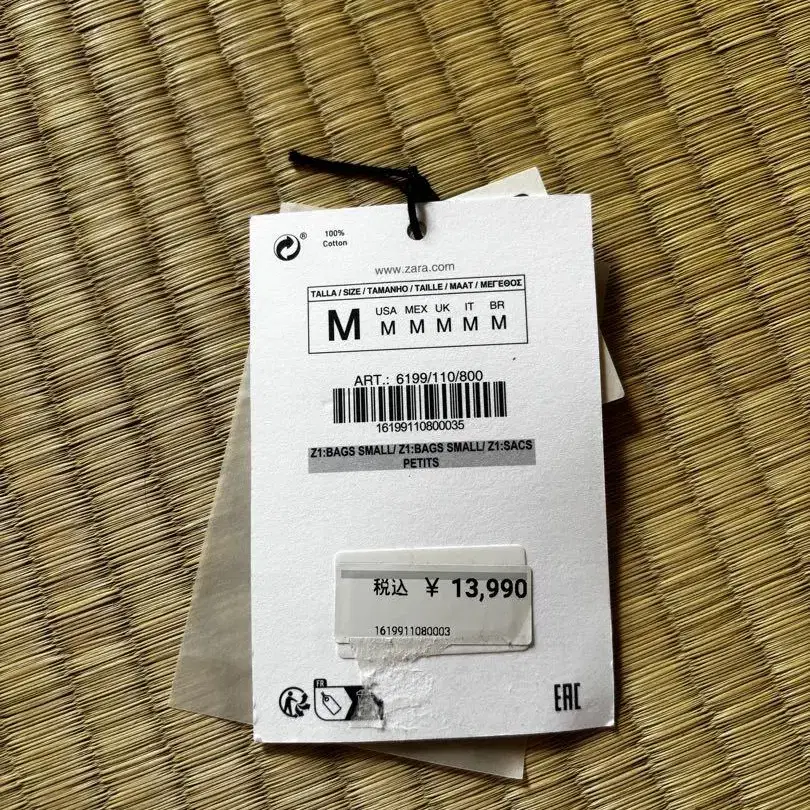 ®
100%
Cotton
www.zara.com
TALLA / SIZE / TAMANHO / TAILLE / MAAT / ΜΕΓΕΘΟΣ
M
USA MEX UK IT BR
M M M M M
ART.: 6199/110/800
16199110800035
Z1:BAGS SMALL/ Z1:BAGS SMALL/ Z1:SACS
PETITS
税込 ¥ 13,990
1619911080003
FR
EAC